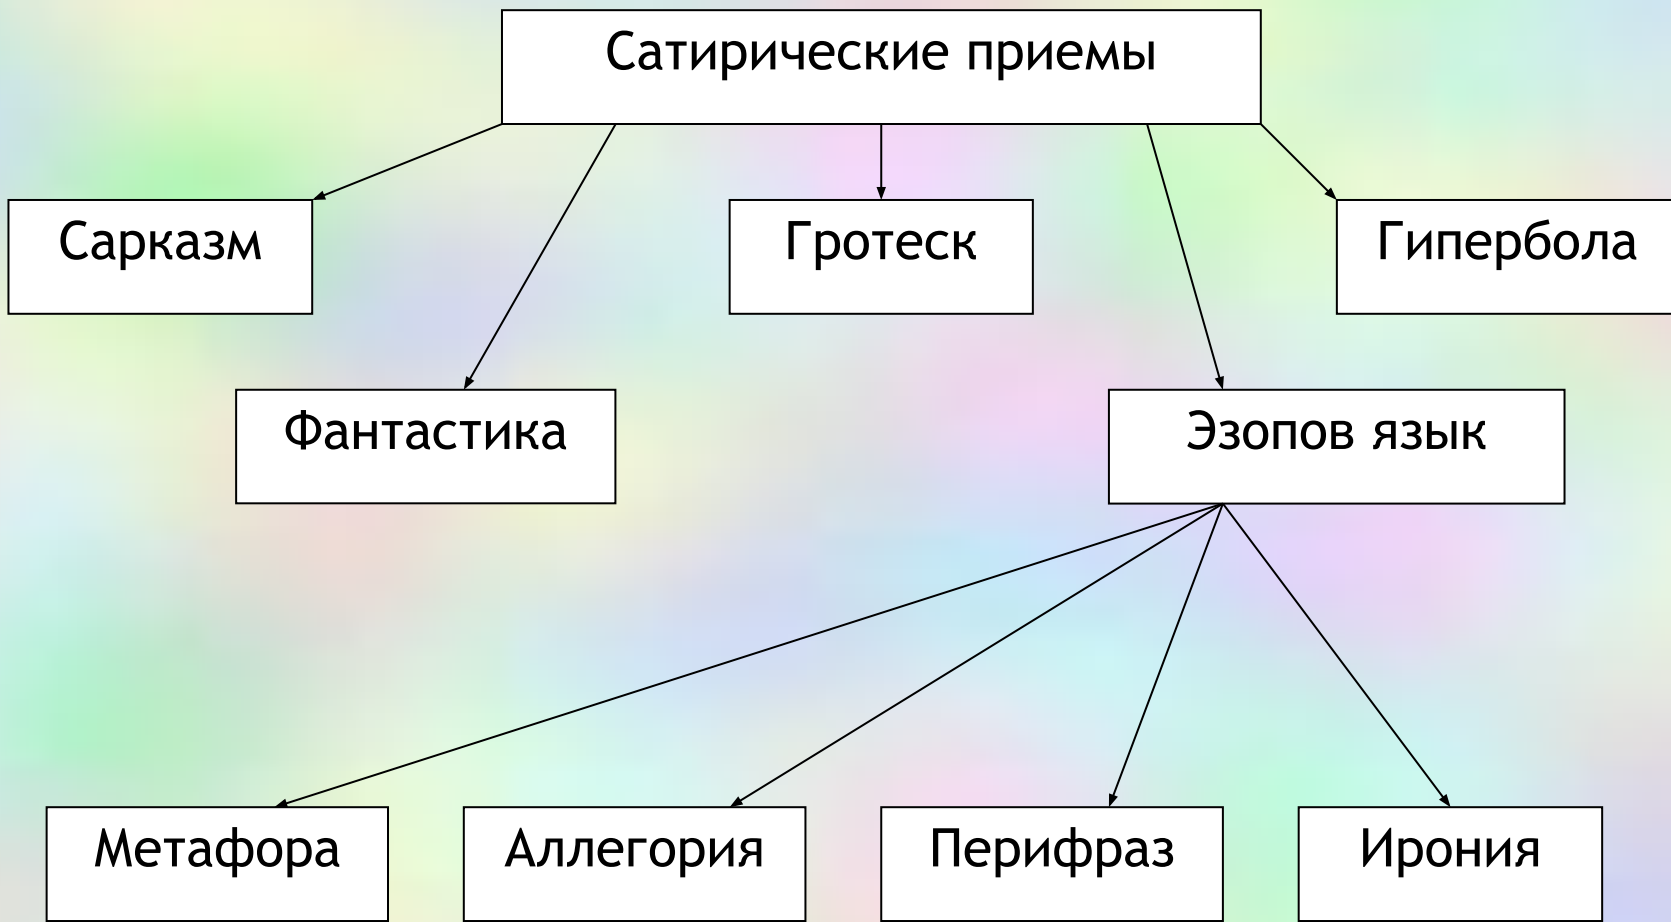 Сатирические приемы
Сарказм
Гротеск
Гипербола
Фантастика
Эзопов язык
Метафора
Аллегория
Перифраз
Ирония